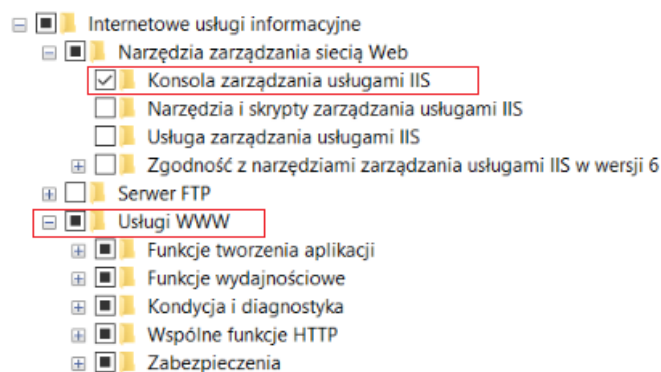 Internetowe usługi informacyjne
Narzędzia zarządzania siecią Web
Konsola zarządzania usługami IIS
Narzędzia i skrypty zarządzania usługami IIS
Usługa zarządzania usługami IIS
Zgodność z narzędziami zarządzania usługami IIS w wersji 6
Serwer FTP
Usługi WWW
Funkcje tworzenia aplikacji
Funkcje wydajnościowe
Kondycja i diagnostyka
Wspólne funkcje HTTP
Zabezpieczenia